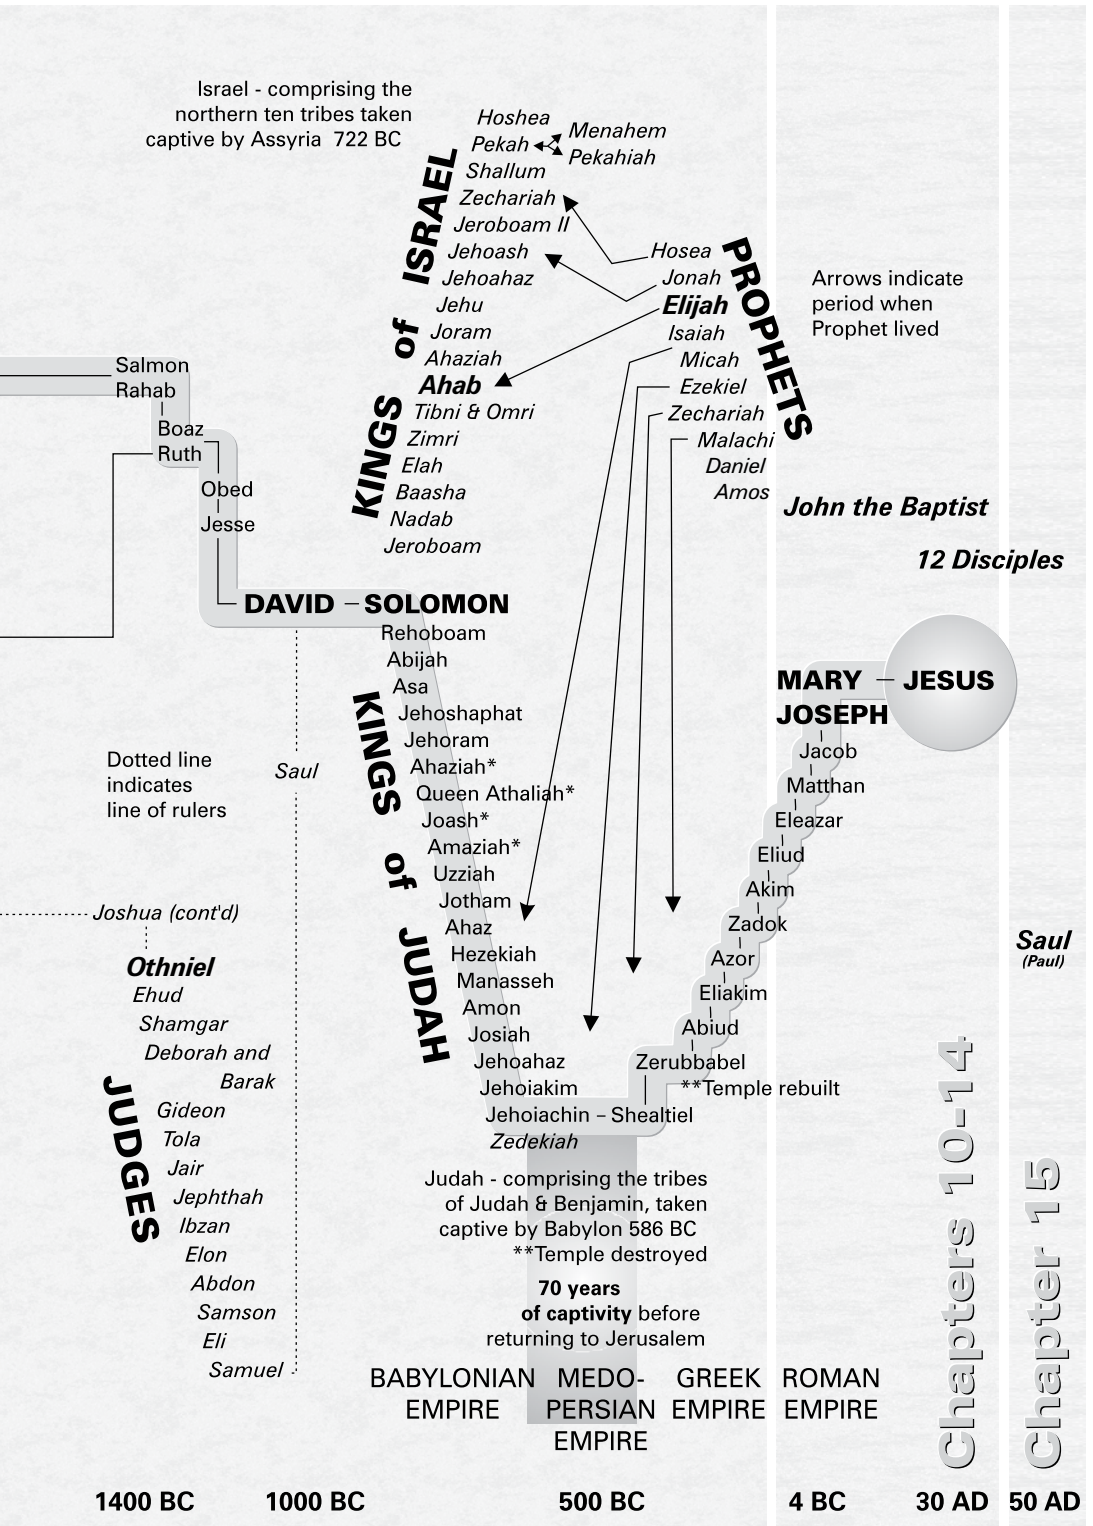 Israel - comprising the
northern ten tribes taken
captive by Assyria 722 BC
KINGS of ISRAEL
Hoshea
Pekah
Menahem
Pekahiah
Shallum
Zechariah
Jeroboam II
Jehoash
Jehoahaz
Jehu
Joram
Ahaziah
Ahab
Tibni & Omri
Zimri
Elah
Baasha
Nadab
Jeroboam
PROPHETS
Hosea
Jonah
Elijah
Isaiah
Micah
Ezekiel
Zechariah
Malachi
Daniel
Amos
Arrows indicate
period when
Prophet lived
John the Baptist
12 Disciples
Salmon
Rahab
Boaz
Ruth
Obed
Jesse
DAVID – SOLOMON
Rehoboam
Abijah
Asa
Jehoshaphat
Jehoram
Ahaziah*
Queen Athaliah*
Joash*
Amaziah*
Uzziah
Jotham
Ahaz
Hezekiah
Manasseh
Amon
Josiah
Jehoahaz
Jehoiakim
Jehoiachin – Shealtiel
Zedekiah
KINGS of JUDAH
MARY – JESUS
JOSEPH
Jacob
Matthan
Eleazar
Eliud
Akim
Zadok
Azor
Eliakim
Abiud
Zerubbabel
**Temple rebuilt
Dotted line
indicates
line of rulers
Saul
Joshua (cont'd)
Othniel
Ehud
Shamgar
Deborah and
Barak
Gideon
Tola
Jair
Jephthah
Ibzan
Elon
Abdon
Samson
Eli
Samuel
JUDGES
Saul
(Paul)
Judah - comprising the tribes
of Judah & Benjamin, taken
captive by Babylon 586 BC
**Temple destroyed
70 years
of captivity before
returning to Jerusalem
BABYLONIAN
EMPIRE
MEDO-
PERSIAN
EMPIRE
GREEK
EMPIRE
ROMAN
EMPIRE
Chapters 10-14
Chapter 15
1400 BC
1000 BC
500 BC
4 BC
30 AD
50 AD